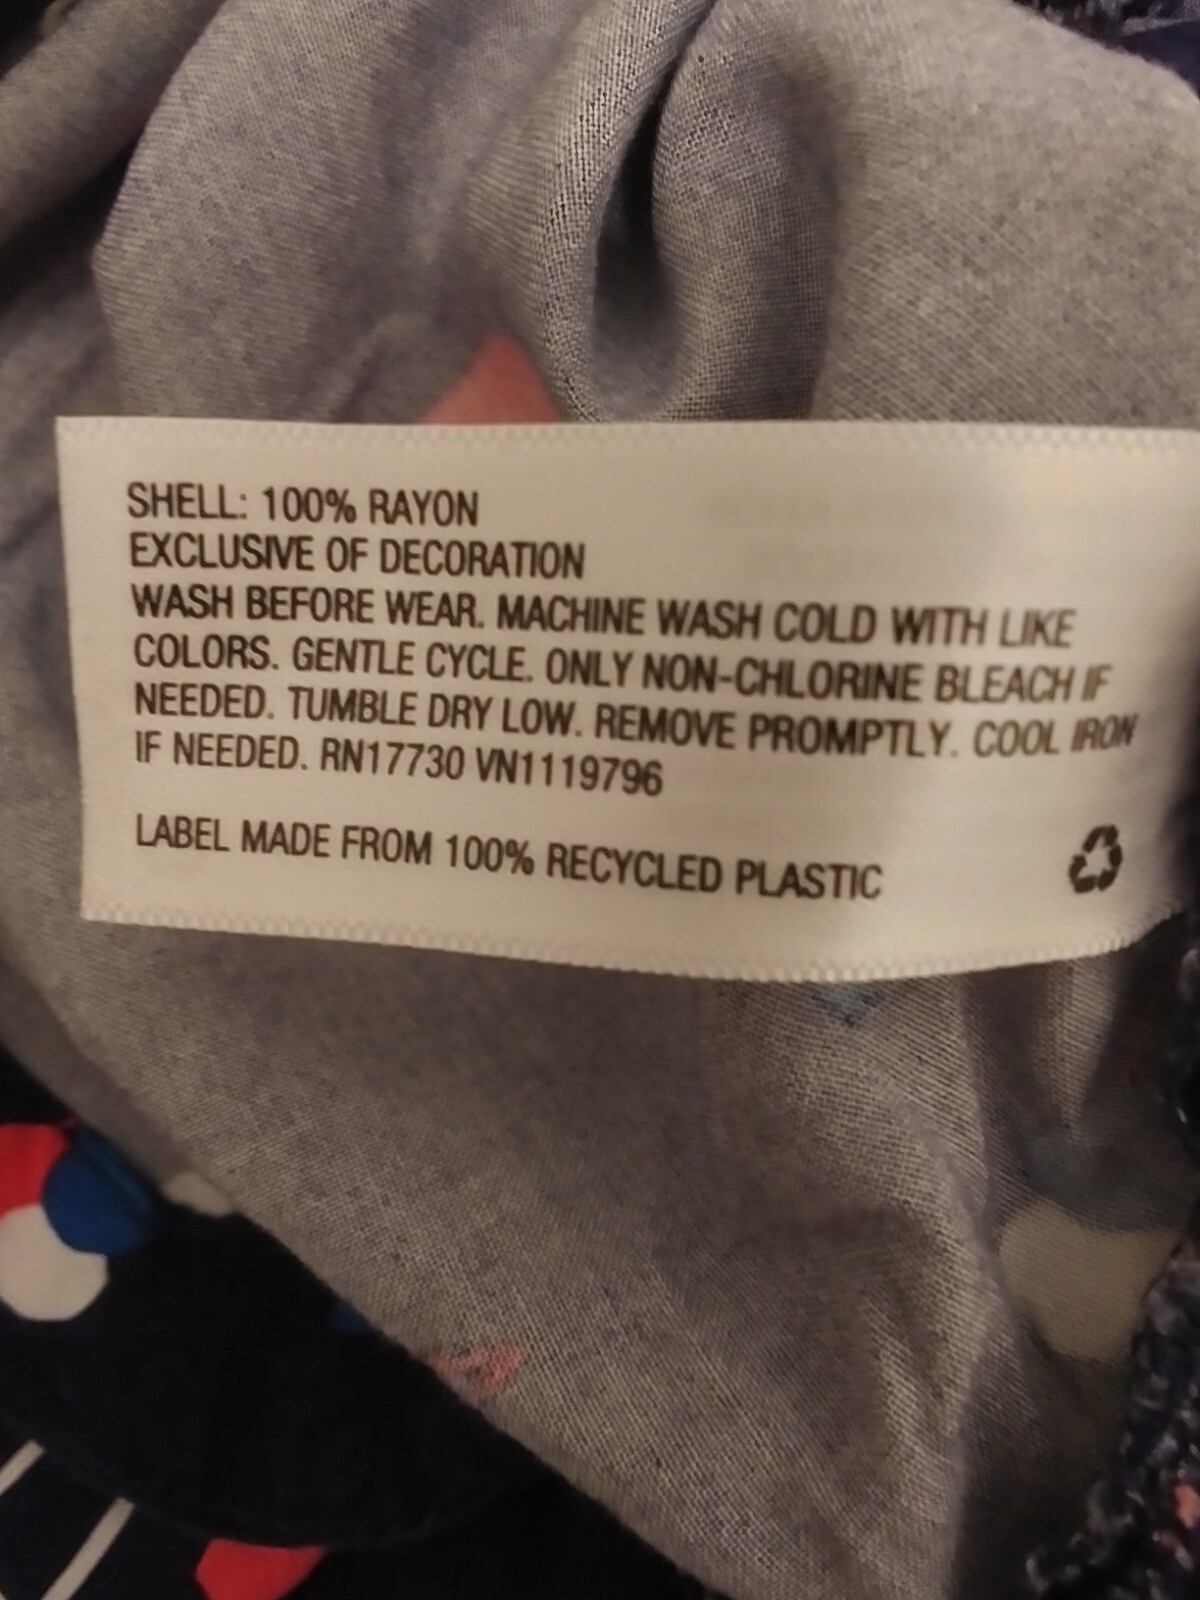 SHELL: 100% RAYON
EXCLUSIVE OF DECORATION
WASH BEFORE WEAR. MACHINE WASH COLD WITH LIKE
COLORS. GENTLE CYCLE. ONLY NON-CHLORINE BLEACH IF
NEEDED. TUMBLE DRY LOW. REMOVE PROMPTLY. COOL IRON
IF NEEDED. RN17730 VN1119796
LABEL MADE FROM 100% RECYCLED PLASTIC